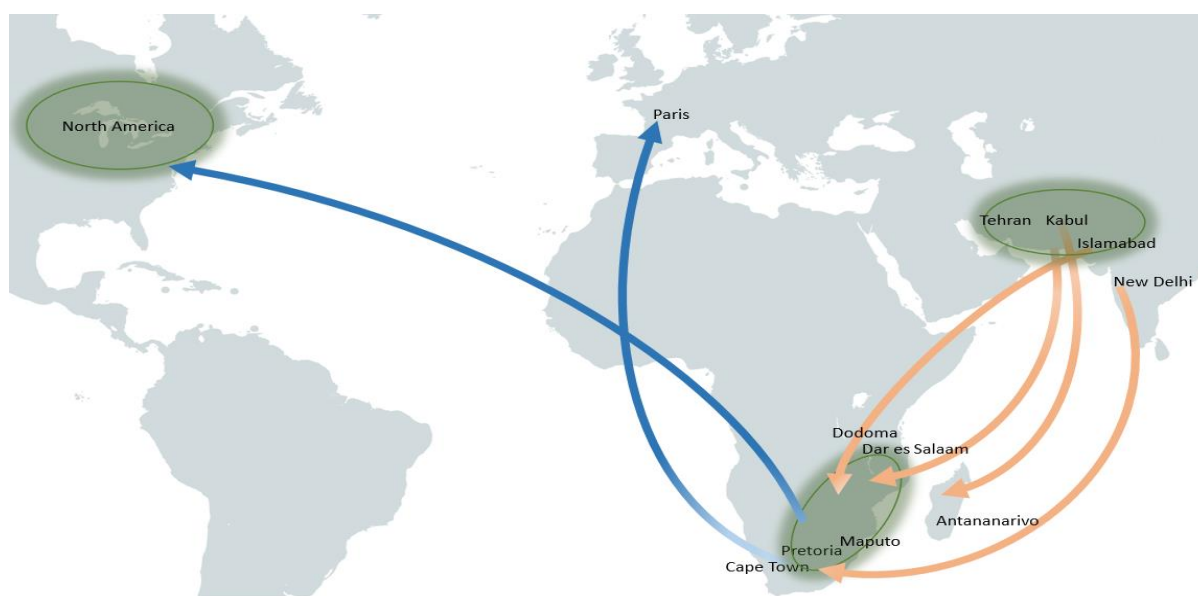 Paris
North America
Tehran Kabul
Islamabad
New Delhi
Dodoma
Dar es Salaam
Antananarivo
Maputo
Pretoria
Cape Town